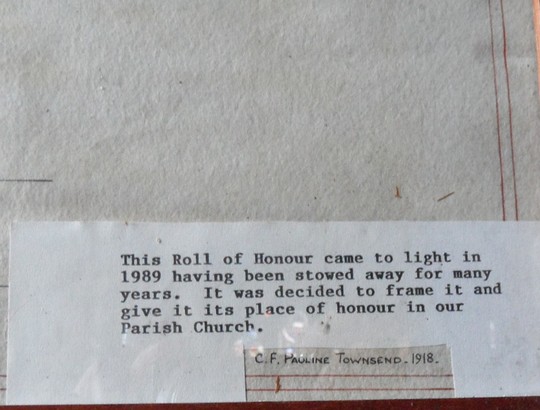 This Roll of Honour came to light in
1989 having been stowed away for many
years.  It was decided to frame it and
give it its place of honour in our
Parish Church.
C.F. PAULINE TOWNSEND. 1918.